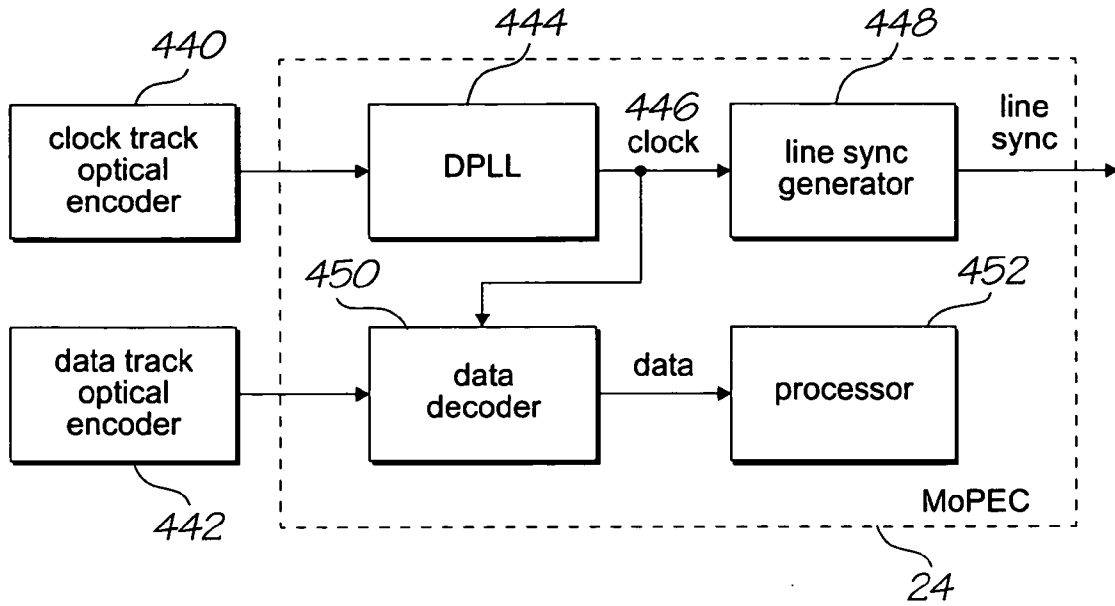 440
444
448
clock track
optical
encoder
DPLL
446
clock
line sync
generator
line
sync
450
452
data track
optical
encoder
data
decoder
data
processor
442
MoPEC
24